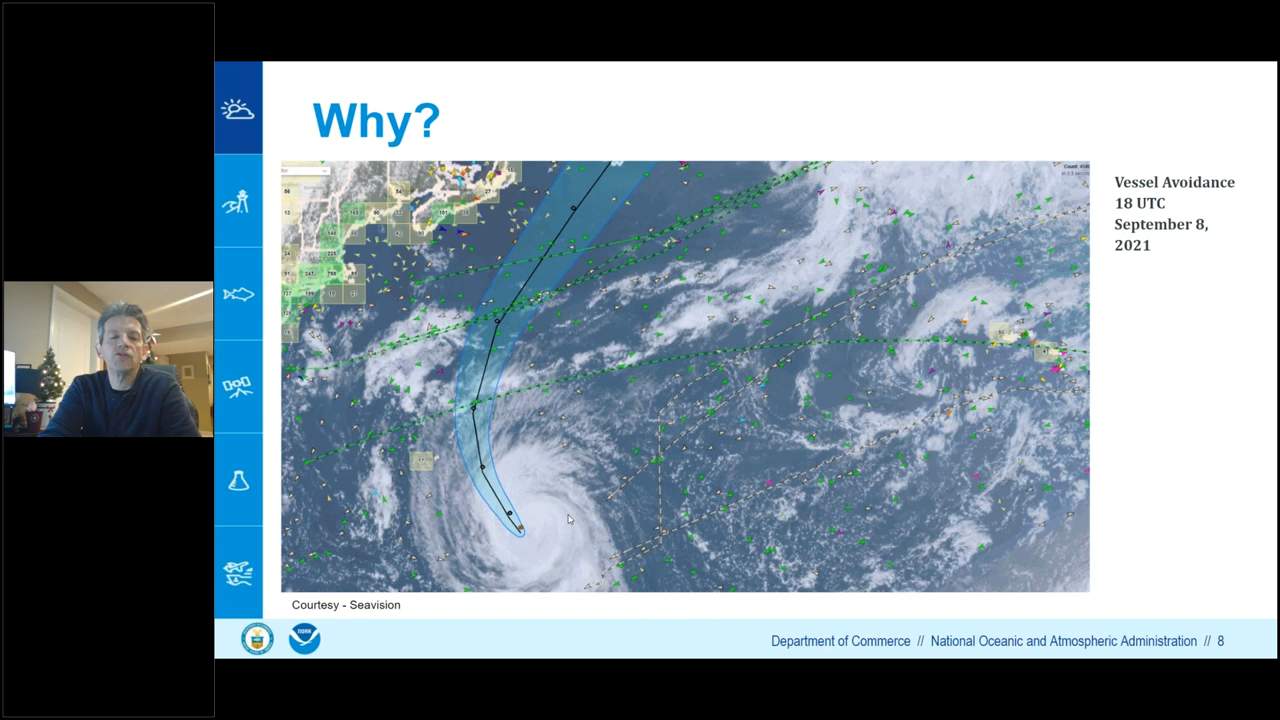 Why?
Vessel Avoidance
18 UTC
September 8,
2021
Courtesy - Seavision
NOAA
Department of Commerce // National Oceanic and Atmospheric Administration // 8